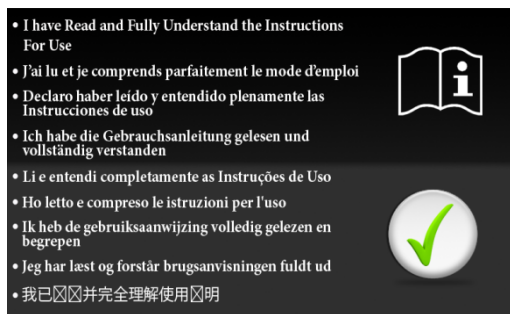 • I have Read and Fully Understand the Instructions
For Use
• J'ai lu et je comprends parfaitement le mode d'emploi
• Declaro haber leído y entendido plenamente las
Instrucciones de uso
• Ich habe die Gebrauchsanleitung gelesen und
vollständig verstanden
• Li e entendi completamente as Instruções de Uso
• Ho letto e compreso le istruzioni per l'uso
• Ik heb de gebruiksaanwijzing volledig gelezen en
begrepen
• Jeg har læst og forstår brugsanvisningen fuldt ud
• 我已☒☒并完全理解使用☒明